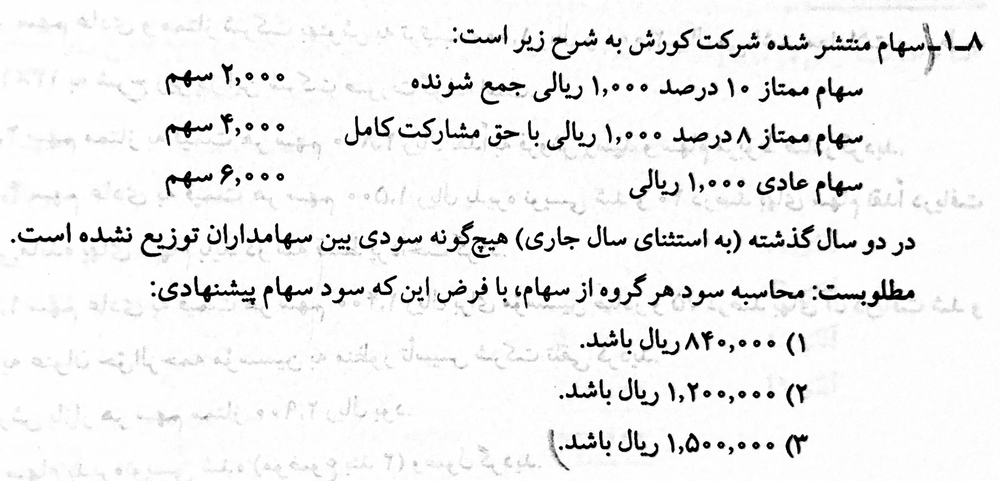 ۸ـ۱ـ سهام منتشر شده شرکت کورش به شرح زیر است:
سهام ممتاز ۱۰ درصد ۱,۰۰۰ ریالی جمع شونده ۲,۰۰۰ سهم
سهام ممتاز ۸ درصد ۱,۰۰۰ ریالی با حق مشارکت کامل ۴,۰۰۰ سهم
سهام عادی ۱,۰۰۰ ریالی ۶,۰۰۰ سهم
در دو سال گذشته (به استثنای سال جاری) هیچ‌گونه سودی بین سهامداران توزیع نشده است.
مطلوبست: محاسبه سود هر گروه از سهام، با فرض این که سود سهام پیشنهادی:
۱) ۸۴۰,۰۰۰ ریال باشد.
۲) ۱,۲۰۰,۰۰۰ ریال باشد.
۳) ۱,۵۰۰,۰۰۰ ریال باشد.